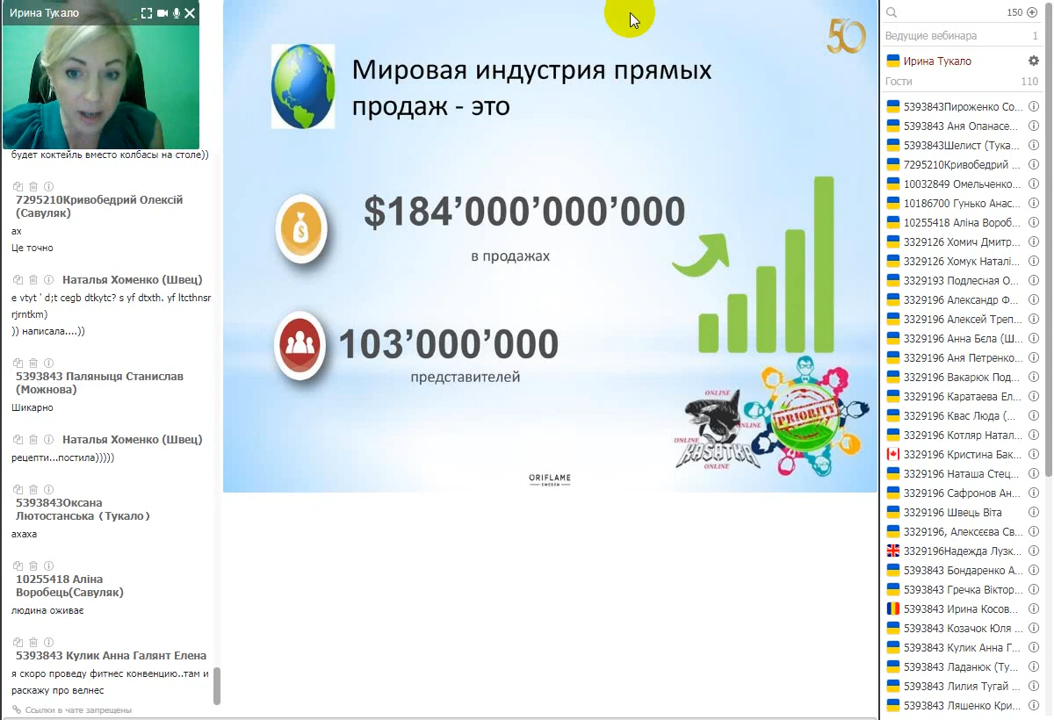 Ирина Тукало
будет коктейль вместо колбасы на столе))
7295210Кривобедрий Олексій
(Савуляк)
ах
Це точно
Наталья Хоменко (Швец)
e vtyt ' d;t cegb dtkytc? s yf dtxth. yf ltcthnsr
rjrntkm)
)) написала....))
5393843 Паляныця Станислав
(Можнова)
Шикарно
Наталья Хоменко (Швец)
рецепти...постила)))))
5393843Оксана
Лютостанська (Тукало)
ахаха
10255418 Аліна
Воробець(Савуляк)
людина оживає
5393843 Кулик Анна Галянт Елена
я скоро проведу фитнес конвенцию..там и
раскажу про велнес
Ссылки в чате запрещены
50
Мировая индустрия прямых
продаж - это
$184’000’000’000
в продажах
103’000’000
представителей
ONLINE
ONLINE
KASATKA
ONLINE
ONLINE
PRIORITY
ORIFLAME
SWEDEN
150
Ведущие вебинара 1
Ирина Тукало
Гости 110
5393843Пироженко Со...
5393843 Аня Опанасе...
5393843Шелист (Тука...
7295210Кривобедрий ...
10032849 Омельченко...
10186700 Гунько Анас...
10255418 Аліна Вороб...
3329126 Хомич Дмитр...
3329126 Хомук Наталі...
3329193 Подлесная О...
3329196 Александр Ф...
3329196 Алексей Треп...
3329196 Анна Бєла (Ш...
3329196 Аня Петренко...
3329196 Вакарюк Под...
3329196 Каратаева Ел...
3329196 Квас Люда (...
3329196 Котляр Натал...
3329196 Кристина Бак...
3329196 Наташа Стец...
3329196 Сафронов Ан...
3329196 Швець Віта
3329196, Алексєєва Св...
3329196Надежда Лузк...
5393843 Бондаренко А...
5393843 Гречка Віктор...
5393843 Ирина Косов...
5393843 Козачок Юля ...
5393843 Кулик Анна Г...
5393843 Ладанюк (Ту...
5393843 Лилия Тугай ...
5393843 Ляшенко Кри...